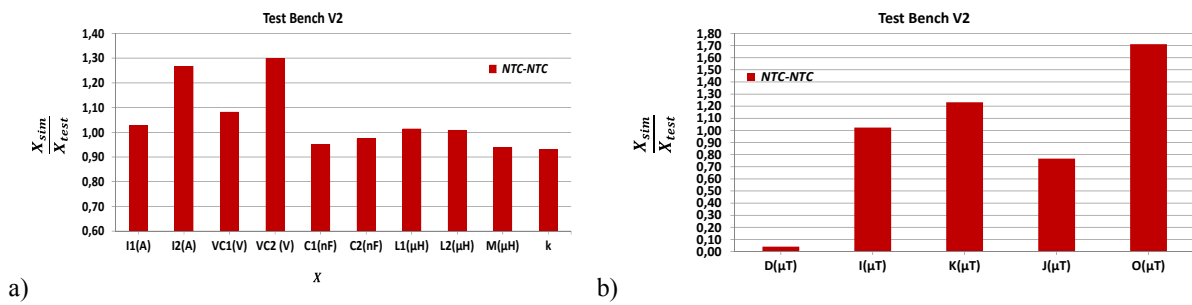 Test Bench V2
1,40
1,30
1,20
1,10
1,00
0,90
0,80
0,70
0,60
X_sim
X_test
NTC-NTC
I1(A) I2(A) VC1(V) VC2 (V) C1(nF) C2(nF) L1(µH) L2(µH) M(µH) k
X
a)
Test Bench V2
1,80
1,70
1,60
1,50
1,40
1,30
1,20
1,10
1,00
0,90
0,80
0,70
0,60
0,50
0,40
0,30
0,20
0,10
0,00
X_sim
X_test
NTC-NTC
D(µT) I(µT) K(µT) J(µT) O(µT)
b)